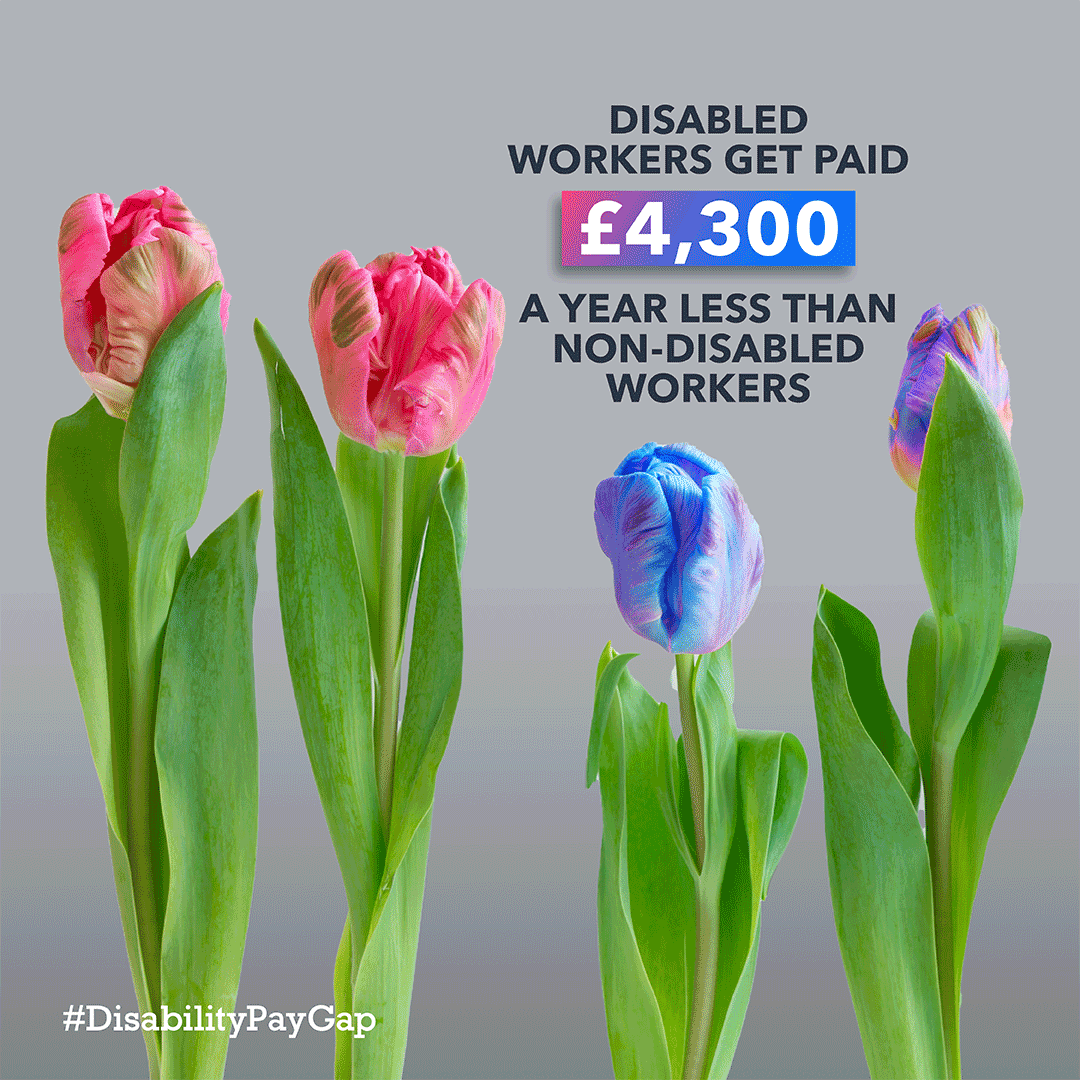 DISABLED
WORKERS GET PAID
£4,300
A YEAR LESS THAN
NON-DISABLED
WORKERS
#DisabilityPayGap